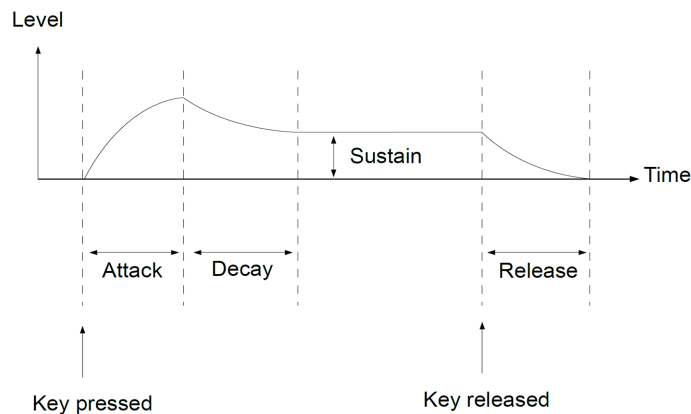 Level
Sustain
Time
Attack
Decay
Release
Key pressed
Key released